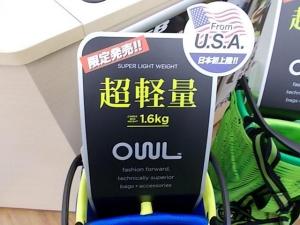 限定発売!!
From
U.S.A.
日本初上陸!!
SUPER LIGHT WEIGHT
超軽量
1.6kg
OWL
fashion forward,
technically superior
bags + accessories